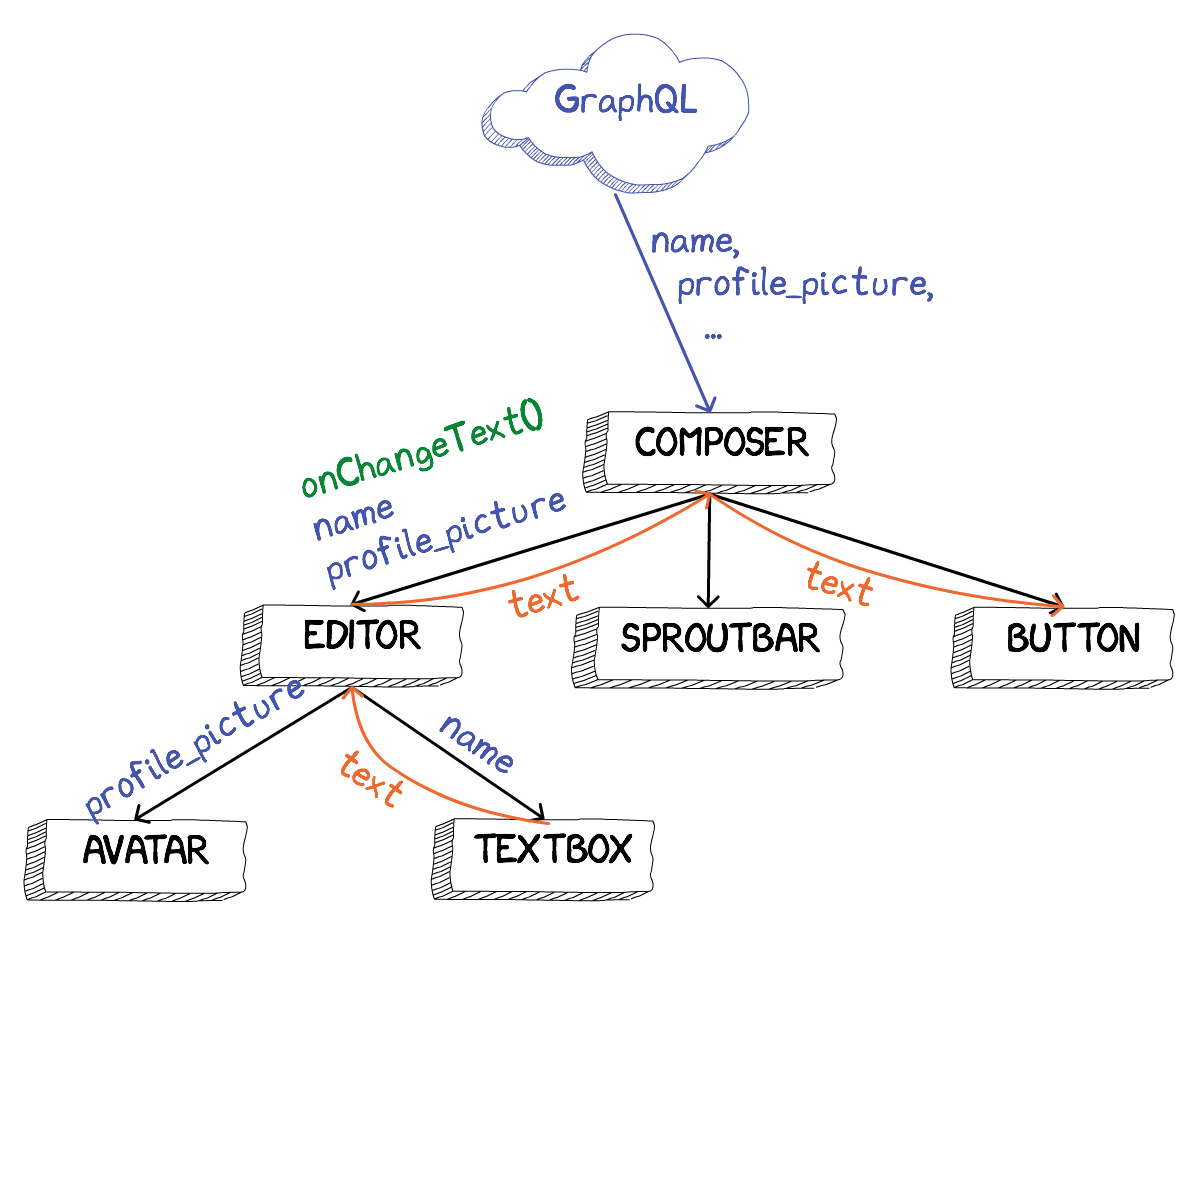 GraphQL
name,
profile_picture,
...
COMPOSER
onChangeText()
name
profile_picture
text
text
EDITOR
SPROUTBAR
BUTTON
profile_picture
name
text
AVATAR
TEXTBOX